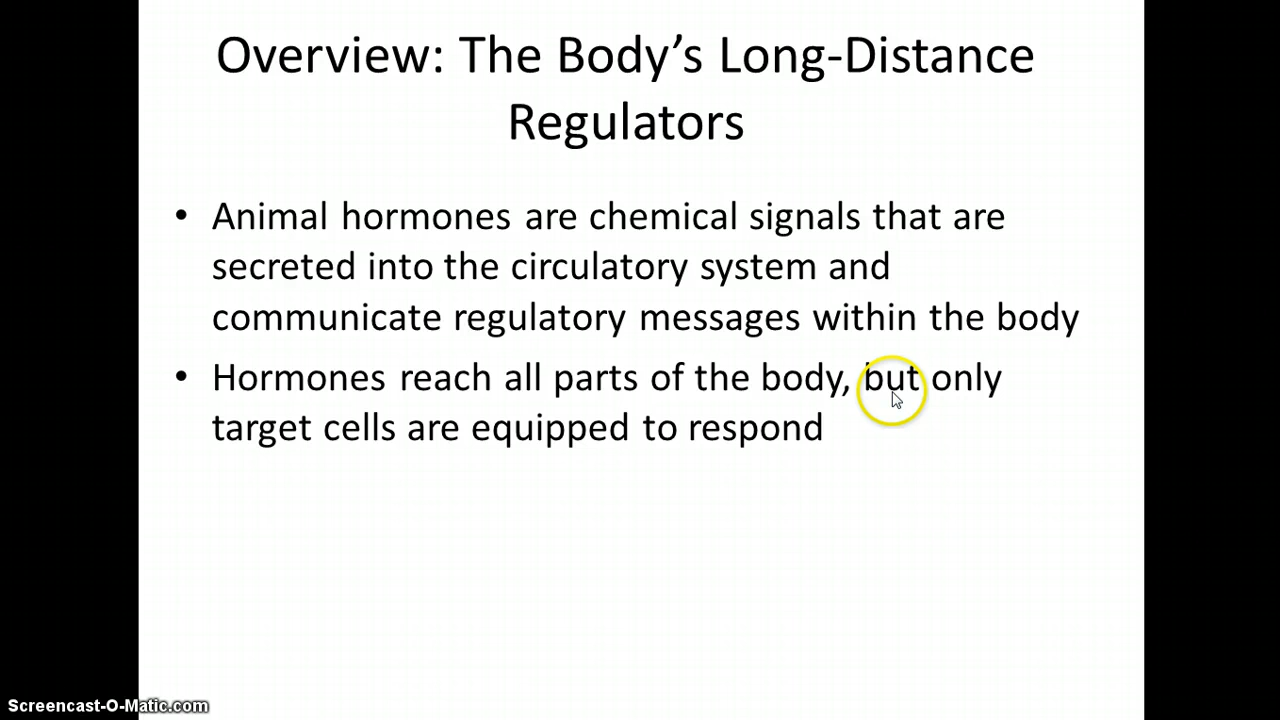 Overview: The Body’s Long-Distance
Regulators
• Animal hormones are chemical signals that are
secreted into the circulatory system and
communicate regulatory messages within the body
• Hormones reach all parts of the body, but only
target cells are equipped to respond
Screencast-O-Matic.com